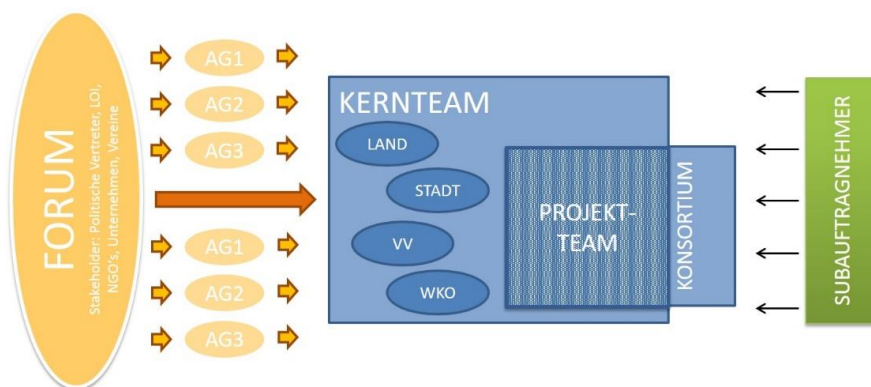 FORUM
Stakeholder: Politische Vertreter, LOI,
NGO's, Unternehmen, Vereine
AG1
AG2
AG3
AG1
AG2
AG3
KERNTEAM
LAND
STADT
VV
WKO
PROJEKT-
TEAM
KONSORTIUM
SUBAUFTRAGNEHMER